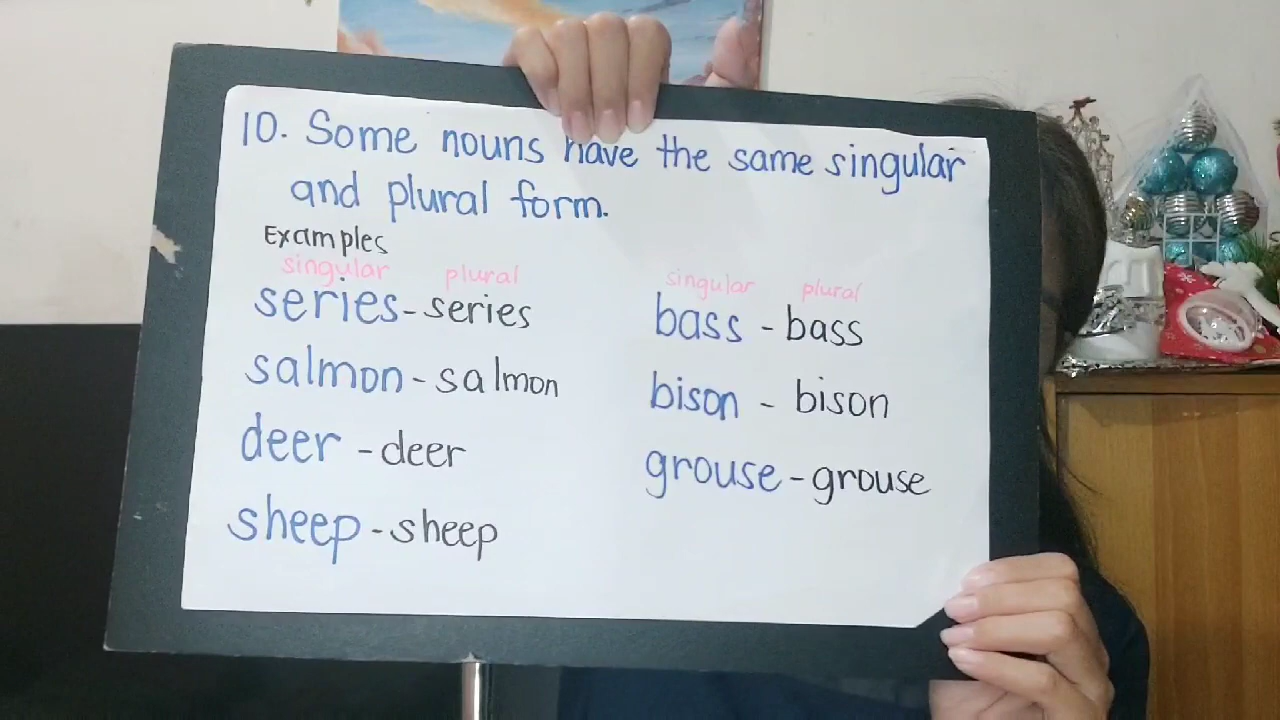 10. Some nouns have the same singular
and plural form.
Examples
singular plural
series - series
salmon - salmon
deer - deer
sheep - sheep
singular plural
bass - bass
bison - bison
grouse - grouse